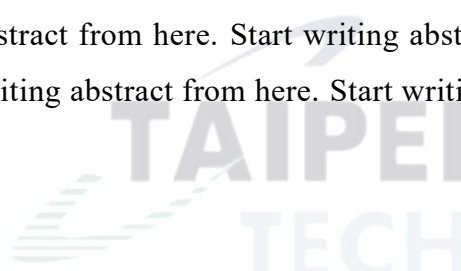 stract from here. Start writing abst
iting abstract from here. Start writi
TAIPEI
TECH